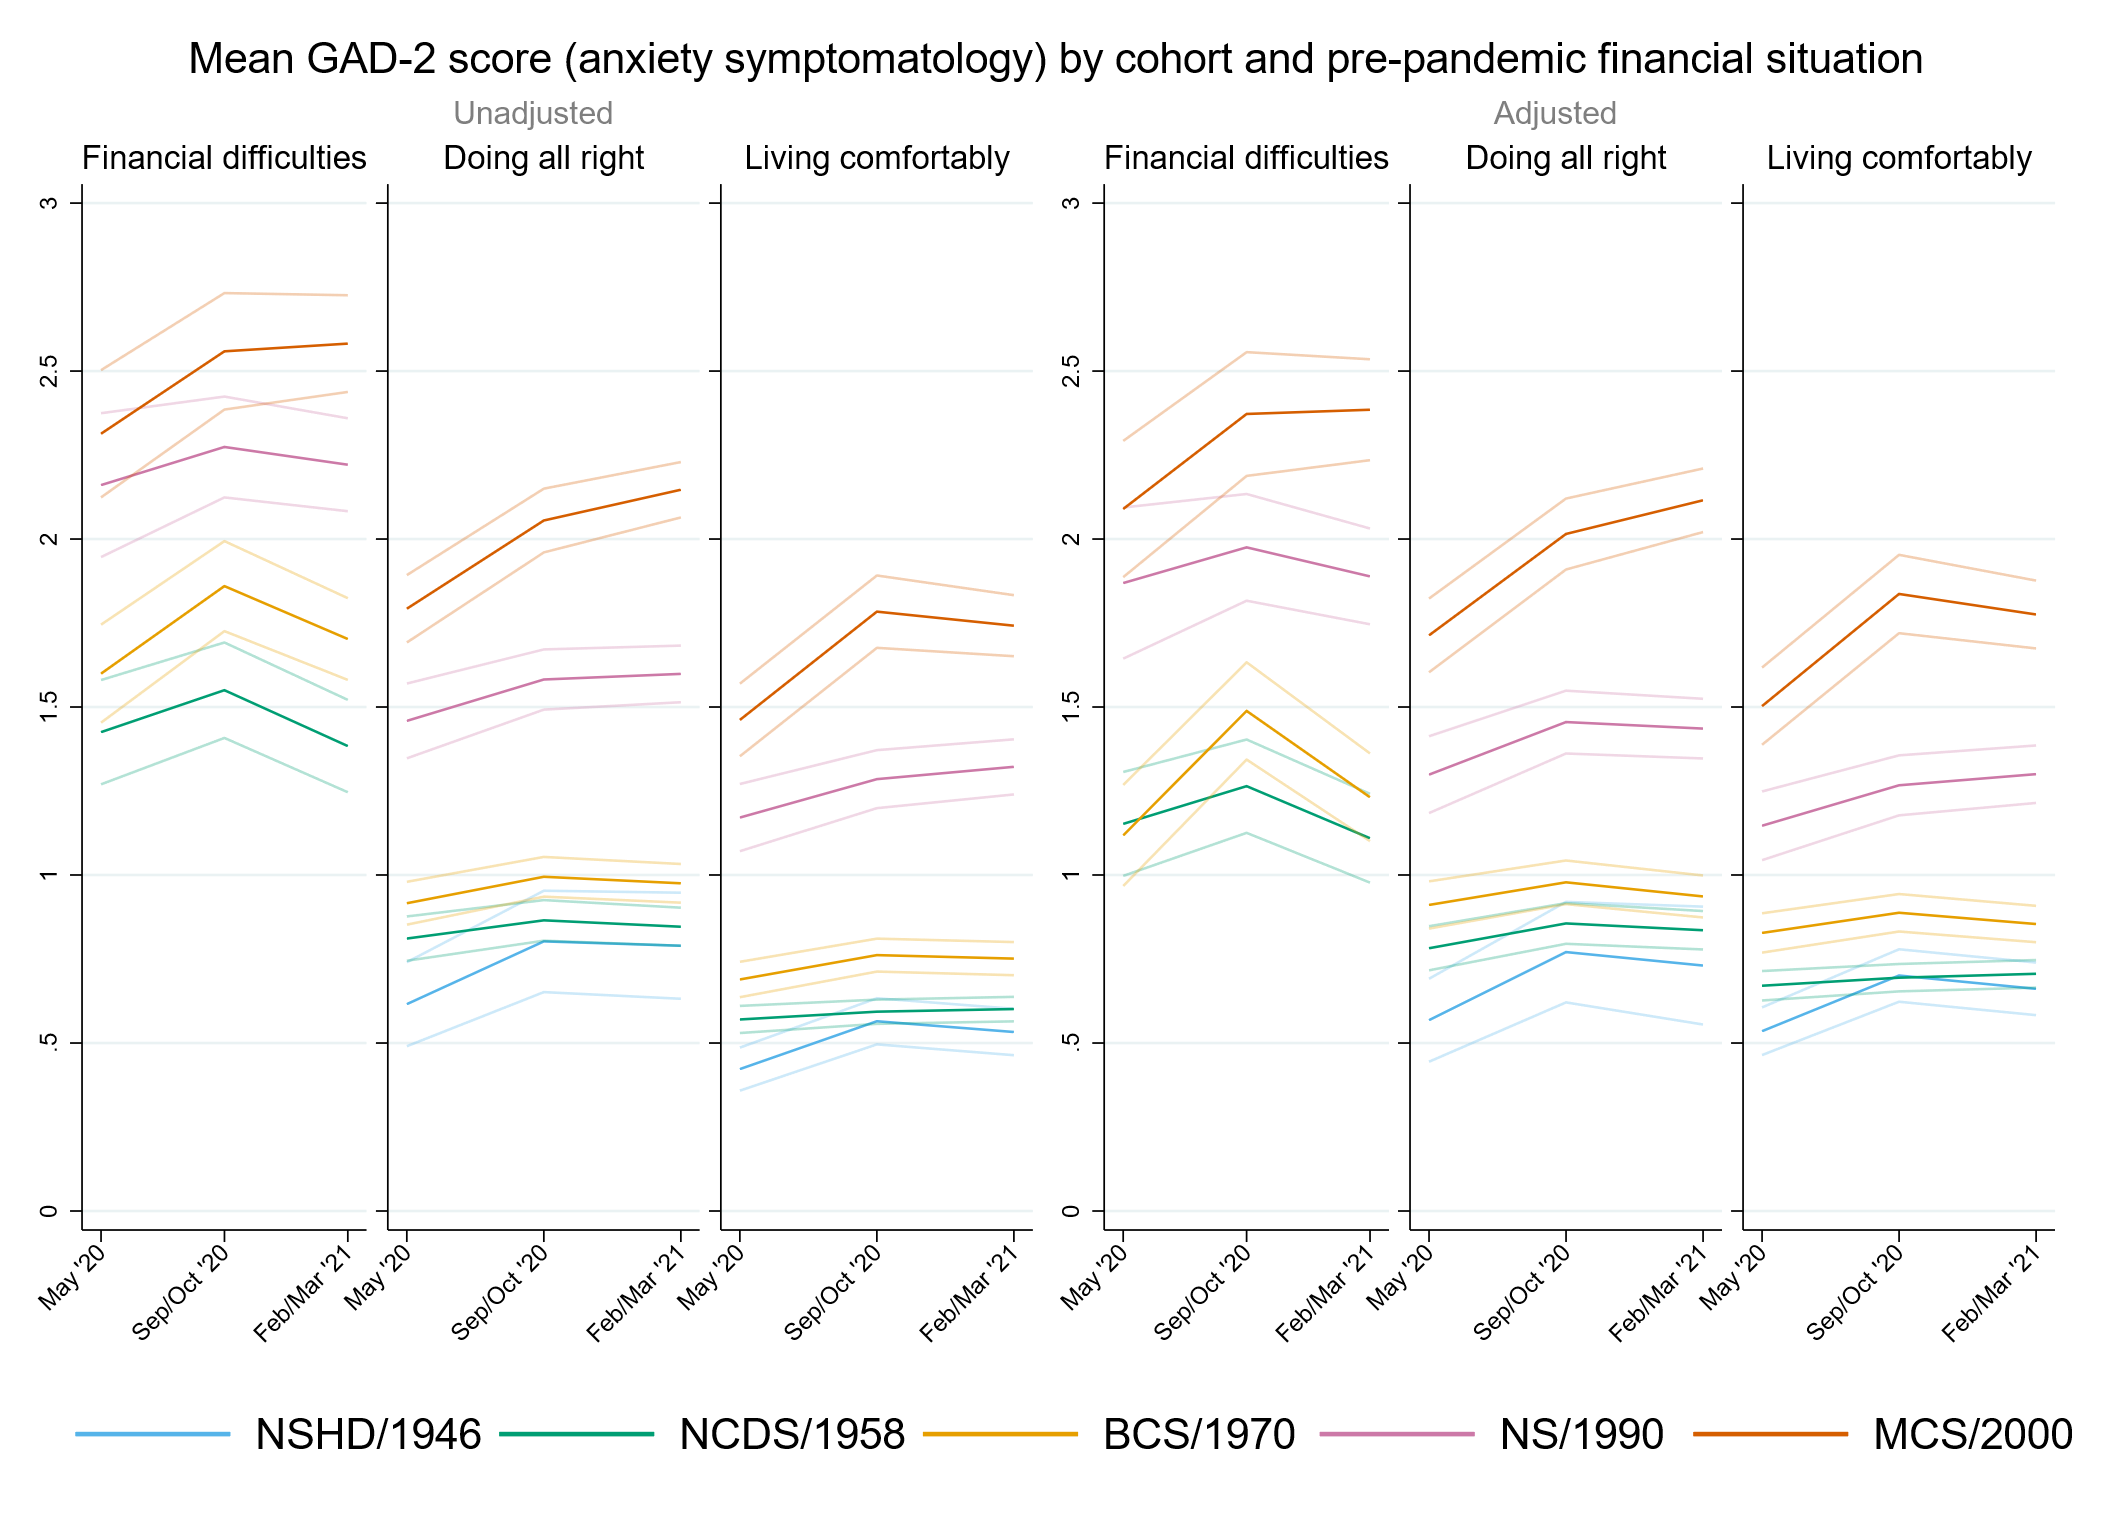 Mean GAD-2 score (anxiety symptomatology) by cohort and pre-pandemic financial situation
Unadjusted
Adjusted
Financial difficulties
Doing all right
Living comfortably
Financial difficulties
Doing all right
Living comfortably
3
2.5
2
1.5
1
.5
0
3
2.5
2
1.5
1
.5
0
May '20
Sep/Oct '20
Feb/Mar '21
May '20
Sep/Oct '20
Feb/Mar '21
May '20
Sep/Oct '20
Feb/Mar '21
May '20
Sep/Oct '20
Feb/Mar '21
May '20
Sep/Oct '20
Feb/Mar '21
May '20
Sep/Oct '20
Feb/Mar '21
NSHD/1946
NCDS/1958
BCS/1970
NS/1990
MCS/2000